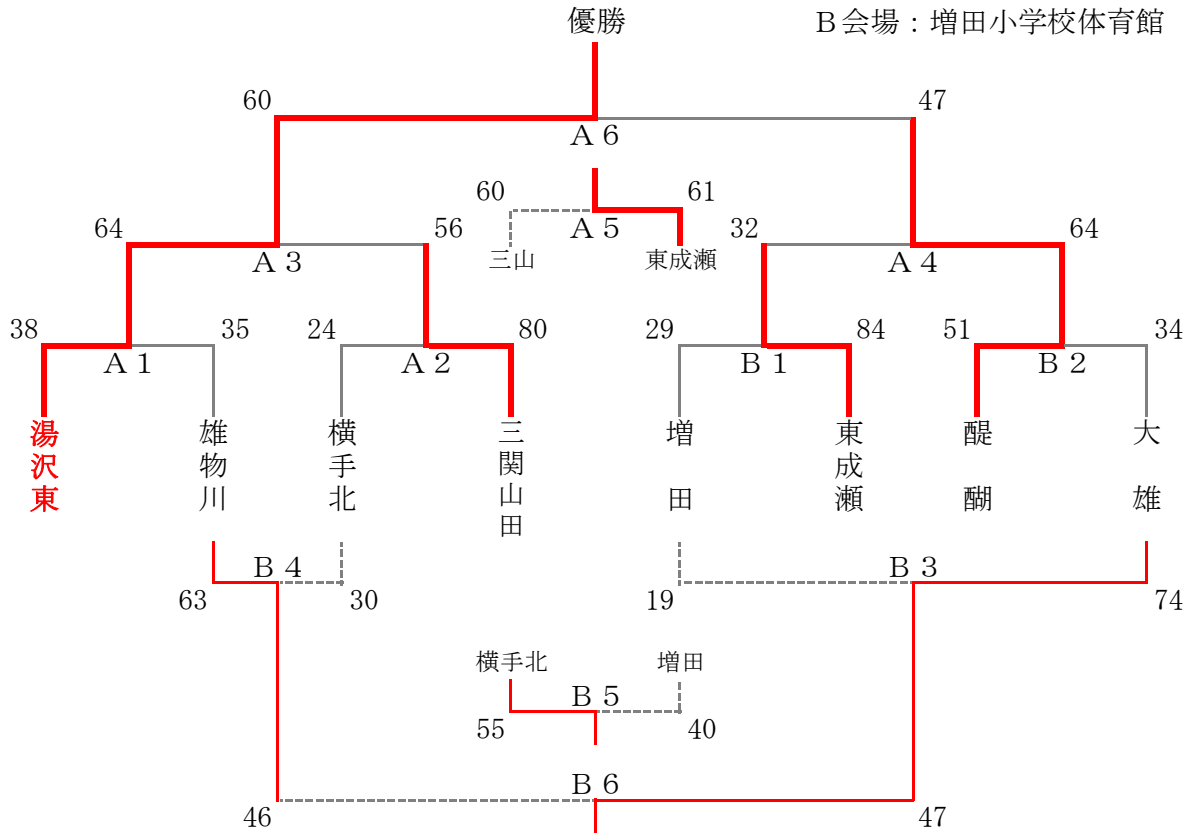 優勝
B会場：増田小学校体育館
60
47
A6
60
61
A5
三山
東成瀬
64
56
32
64
A3
A4
38
35
24
80
29
84
51
34
A1
A2
B1
B2
湯沢東
雄物川
横手北
三関山田
増田
東成瀬
醍醐
大雄
B4
B3
63
30
19
74
横手北
増田
B5
55
40
B6
46
47